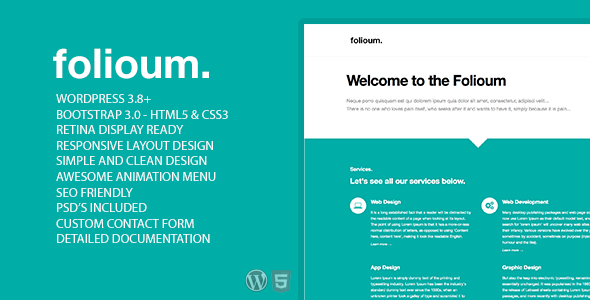 folioum.
WORDPRESS 3.8+
BOOTSTRAP 3.0 - HTML5 & CSS3
RETINA DISPLAY READY
RESPONSIVE LAYOUT DESIGN
SIMPLE AND CLEAN DESIGN
AWESOME ANIMATION MENU
SEO FRIENDLY
PSD'S INCLUDED
CUSTOM CONTACT FORM
DETAILED DOCUMENTATION
folioum.
Welcome to the Folioum
Neque porro quisquam est qui dolorem ipsum quia dolor sit amet, consectetur, adipisci velit...
There is no one who loves pain itself, who seeks after it and wants to have it, simply because it is pain...
Services.
Let's see all our services below.
Web Design
It is a long established fact that a reader will be distracted by
the readable content of a page when looking at its layout.
The point of using Lorem Ipsum is that it has a more-or-less
normal distribution of letters, as opposed to using 'Content
here, content here', making it look like readable English.
Learn more
Web Development
Many desktop publishing packages and web page
now use Lorem Ipsum as their default model text, an
search for 'lorem ipsum' will uncover many web sites
their infancy. Various versions have evolved over the
sometimes by accident, sometimes on purpose
humour and the like).
Learn more
App Design
Lorem Ipsum is simply dummy text of the printing and
typesetting industry. Lorem Ipsum has been the industry's
standard dummy text ever since the 1500s, when an
unknown printer took a galley of type and scrambled it to
Graphic Design
but also the leap into electronic typesetting, remaining
essentially unchanged. It was popularised in the 1960
the release of Letraset sheets containing Lorem Ipsum
passages, and more recently with desktop publishing